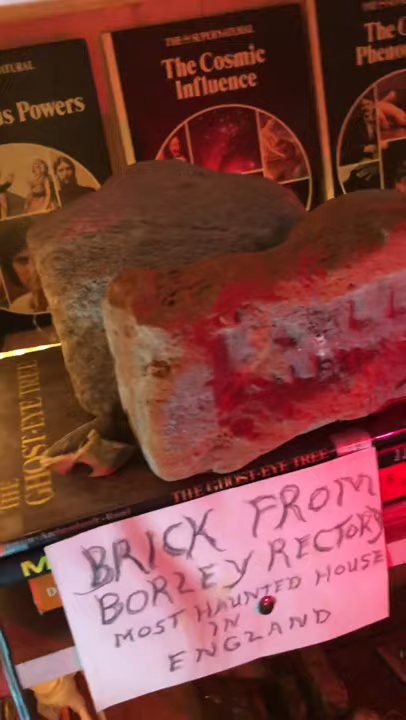 THE SUPERNATURAL
The Cosmic
Influence
Powers
The
THE GHOST-EYE TREE
THE GHOST-EYE TREE
BRICK FROM
BORLEY RECTORY
MOST HAUNTED HOUSE
IN
ENGLAND